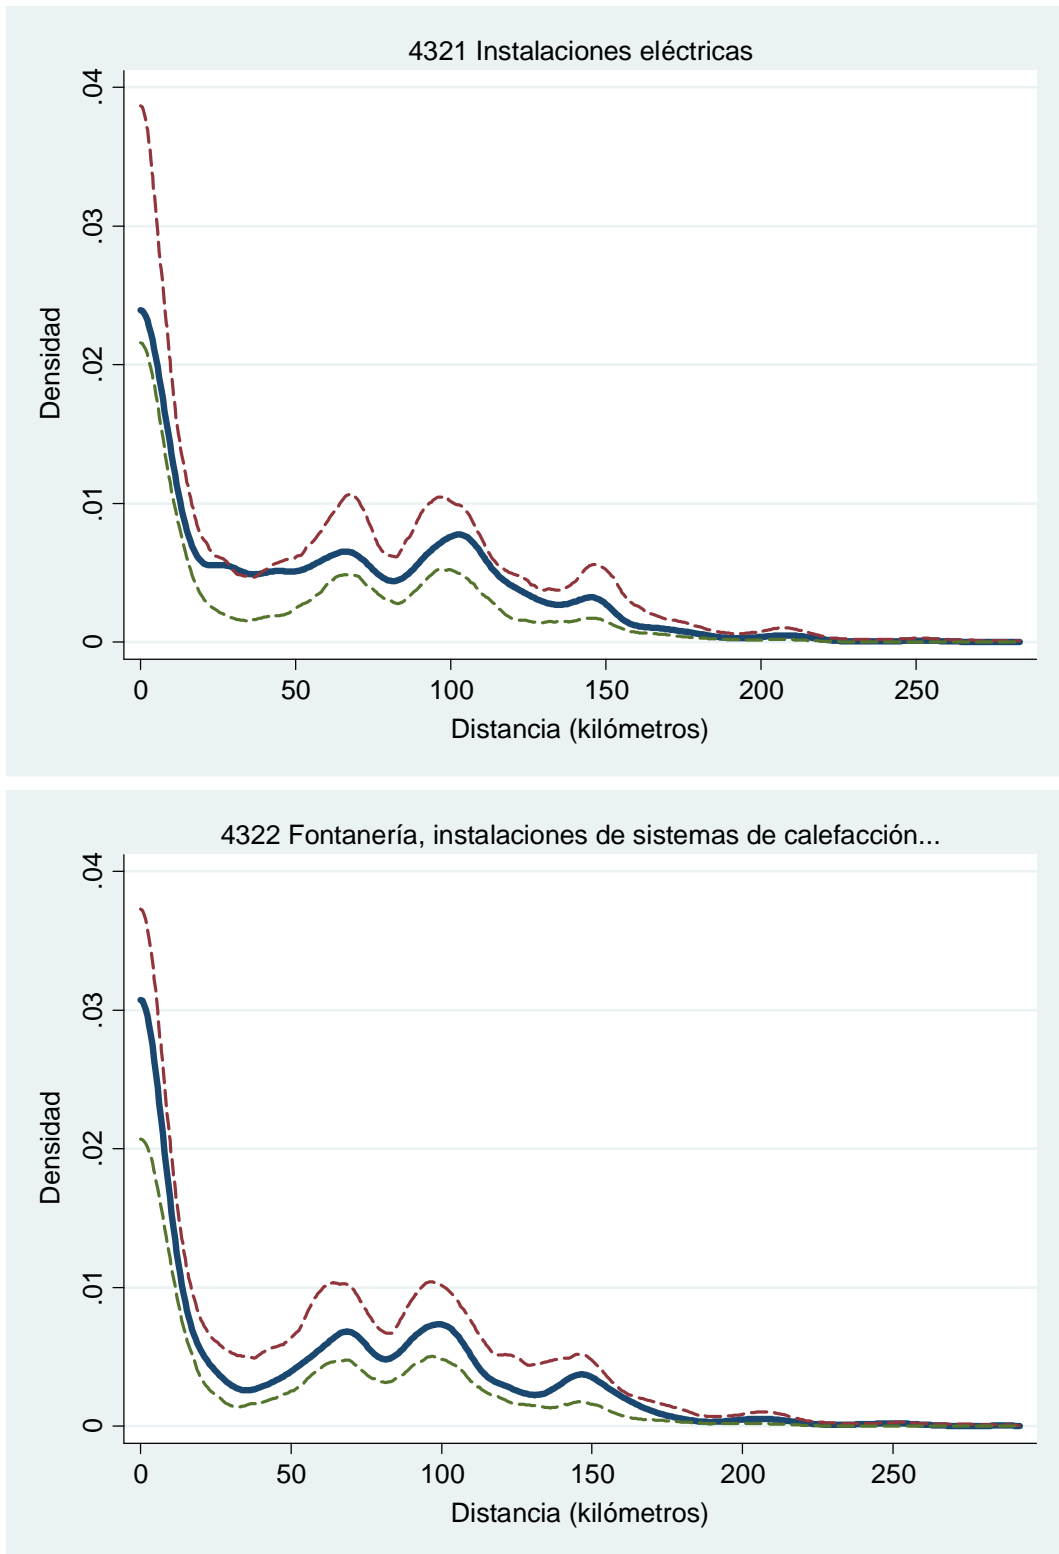 4321 Instalaciones eléctricas
.04
.03
.02
.01
0
Densidad
0 50 100 150 200 250
Distancia (kilómetros)
4322 Fontanería, instalaciones de sistemas de calefacción...
.04
.03
.02
.01
0
Densidad
0 50 100 150 200 250
Distancia (kilómetros)